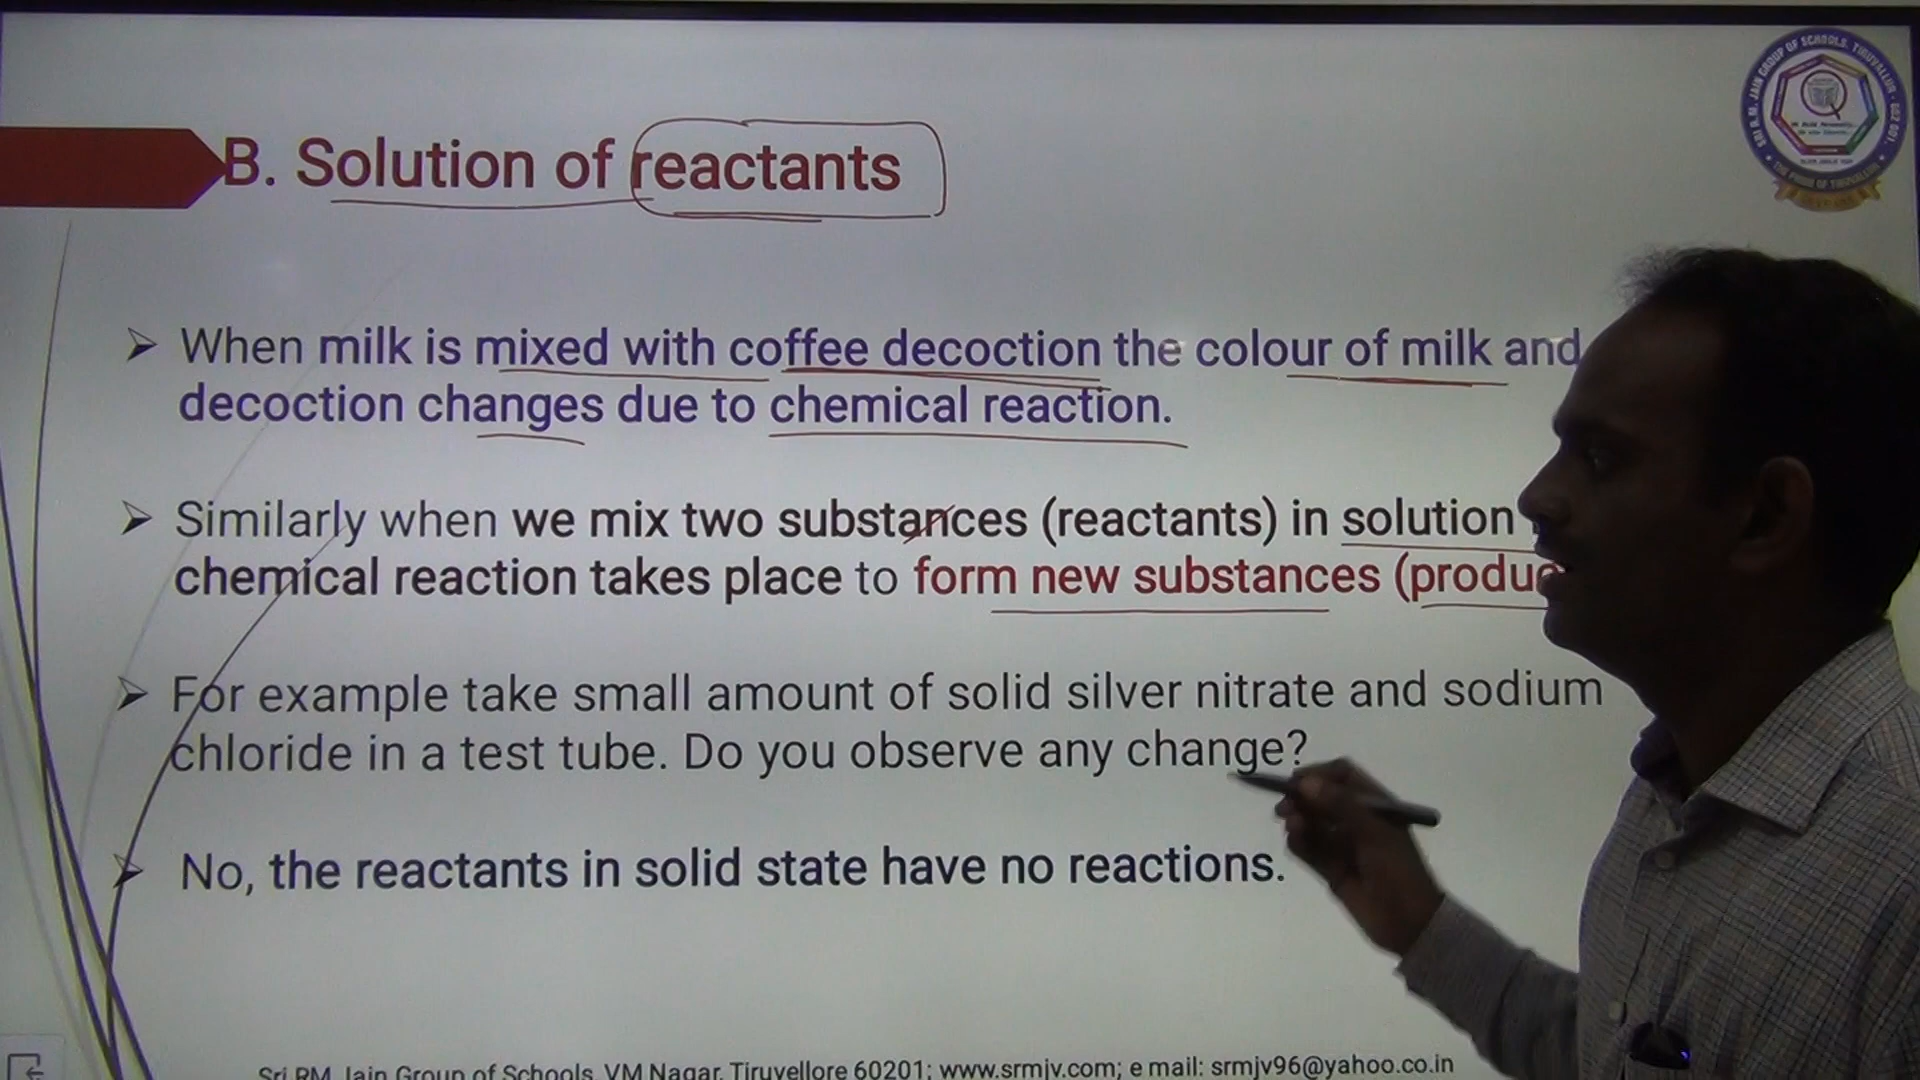 B. Solution of reactants
When milk is mixed with coffee decoction the colour of milk and
decoction changes due to chemical reaction.
Similarly when we mix two substances (reactants) in solution
chemical reaction takes place to form new substances
For example take small amount of solid silver nitrate and sodium
chloride in a test tube. Do you observe any change?
No, the reactants in solid state have no reactions.
Sri RM Jain Group of Schools, VM Nagar, Tiruvellore 60201; www.srmjv.com; e mail: srmjv96@yahoo.co.in